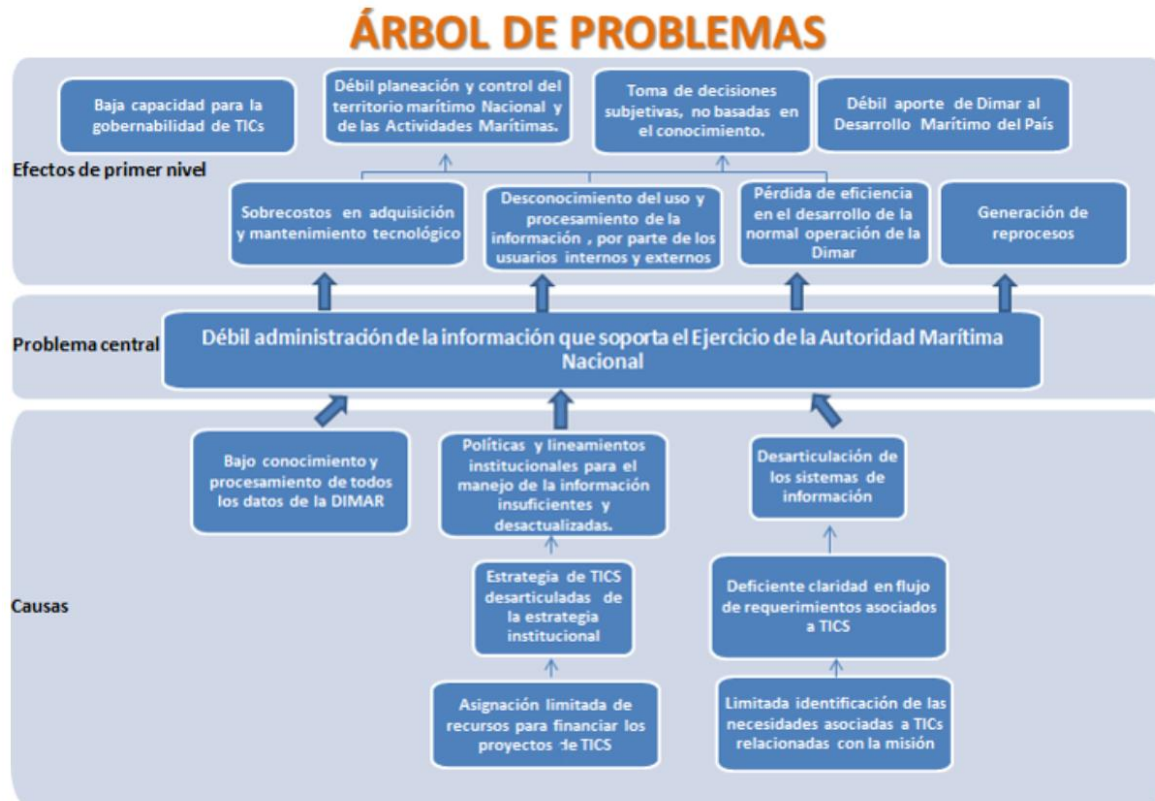 ÁRBOL DE PROBLEMAS
Baja capacidad para la
gobernabilidad de TICs
Débil planeación y control del
territorio marítimo Nacional y
de las Actividades Marítimas.
Toma de decisiones
subjetivas, no basadas en
el conocimiento.
Débil aporte de Dimar al
Desarrollo Marítimo del País
Efectos de primer nivel
Sobrecostos en adquisición
y mantenimiento tecnológico
Desconocimiento del uso y
procesamiento de la
información , por parte de los
usuarios internos y externos
Pérdida de eficiencia
en el desarrollo de la
normal operación de la
Dimar
Generación de
reprocesos
Problema central
Débil administración de la información que soporta el Ejercicio de la Autoridad Marítima
Nacional
Bajo conocimiento y
procesamiento de todos
los datos de la DIMAR
Políticas y lineamientos
institucionales para el
manejo de la información
insuficientes y
desactualizadas.
Desarticulación de
los sistemas de
información
Causas
Estrategia de TICS
desarticuladas de
la estrategia
institucional
Deficiente claridad en flujo
de requerimientos asociados
a TICS
Asignación limitada de
recursos para financiar los
proyectos de TICS
Limitada identificación de las
necesidades asociadas a TICs
relacionadas con la misión